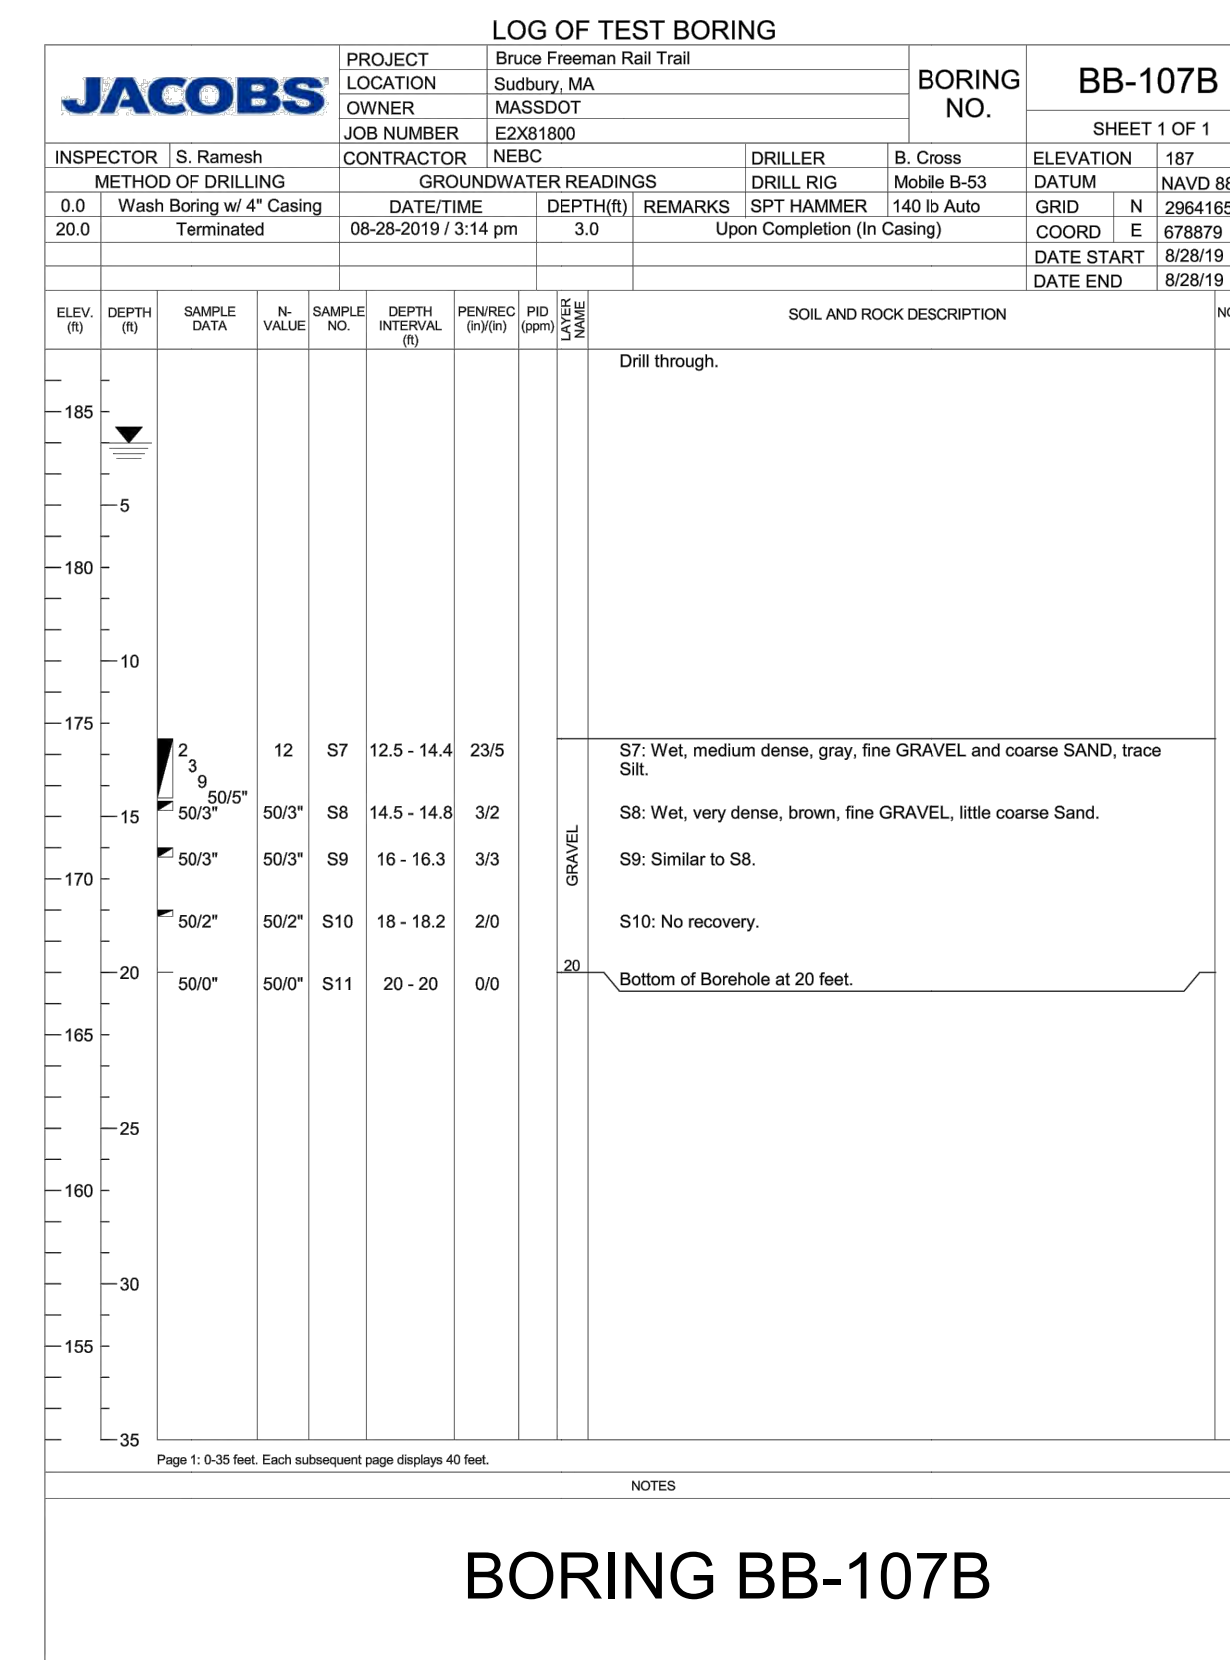 LOG OF TEST BORING
JACOBS
PROJECT Bruce Freeman Rail Trail
LOCATION Sudbury, MA
OWNER MASSDOT
JOB NUMBER E2X81800
BORING NO.
BB-107B
SHEET 1 OF 1
INSPECTOR S. Ramesh CONTRACTOR NEBC DRILLER B. Cross ELEVATION 187
METHOD OF DRILLING GROUNDWATER READINGS DRILL RIG Mobile B-53 DATUM NAVD 88
0.0 Wash Boring w/ 4" Casing DATE/TIME DEPTH(ft) REMARKS SPT HAMMER 140 lb Auto GRID N 2964165
20.0 Terminated 08-28-2019 / 3:14 pm 3.0 Upon Completion (In Casing) COORD E 678879
DATE START 8/28/19
DATE END 8/28/19
ELEV. (ft) DEPTH (ft) SAMPLE DATA N-VALUE SAMPLE NO. DEPTH INTERVAL (ft) PEN/REC (in)/(in) PID (ppm) LAYER NAME SOIL AND ROCK DESCRIPTION
Drill through.
185
5
180
10
175
2 12 S7 12.5 - 14.4 23/5 S7: Wet, medium dense, gray, fine GRAVEL and coarse SAND, trace
3 Silt.
9
50/5"
15 50/3" 50/3" S8 14.5 - 14.8 3/2 S8: Wet, very dense, brown, fine GRAVEL, little coarse Sand.
GRAVEL
50/3" 50/3" S9 16 - 16.3 3/3 S9: Similar to S8.
170
50/2" 50/2" S10 18 - 18.2 2/0 S10: No recovery.
20 20
50/0" 50/0" S11 20 - 20 0/0 Bottom of Borehole at 20 feet.
165
25
160
30
155
35
Page 1: 0-35 feet. Each subsequent page displays 40 feet.
NOTES
BORING BB-107B